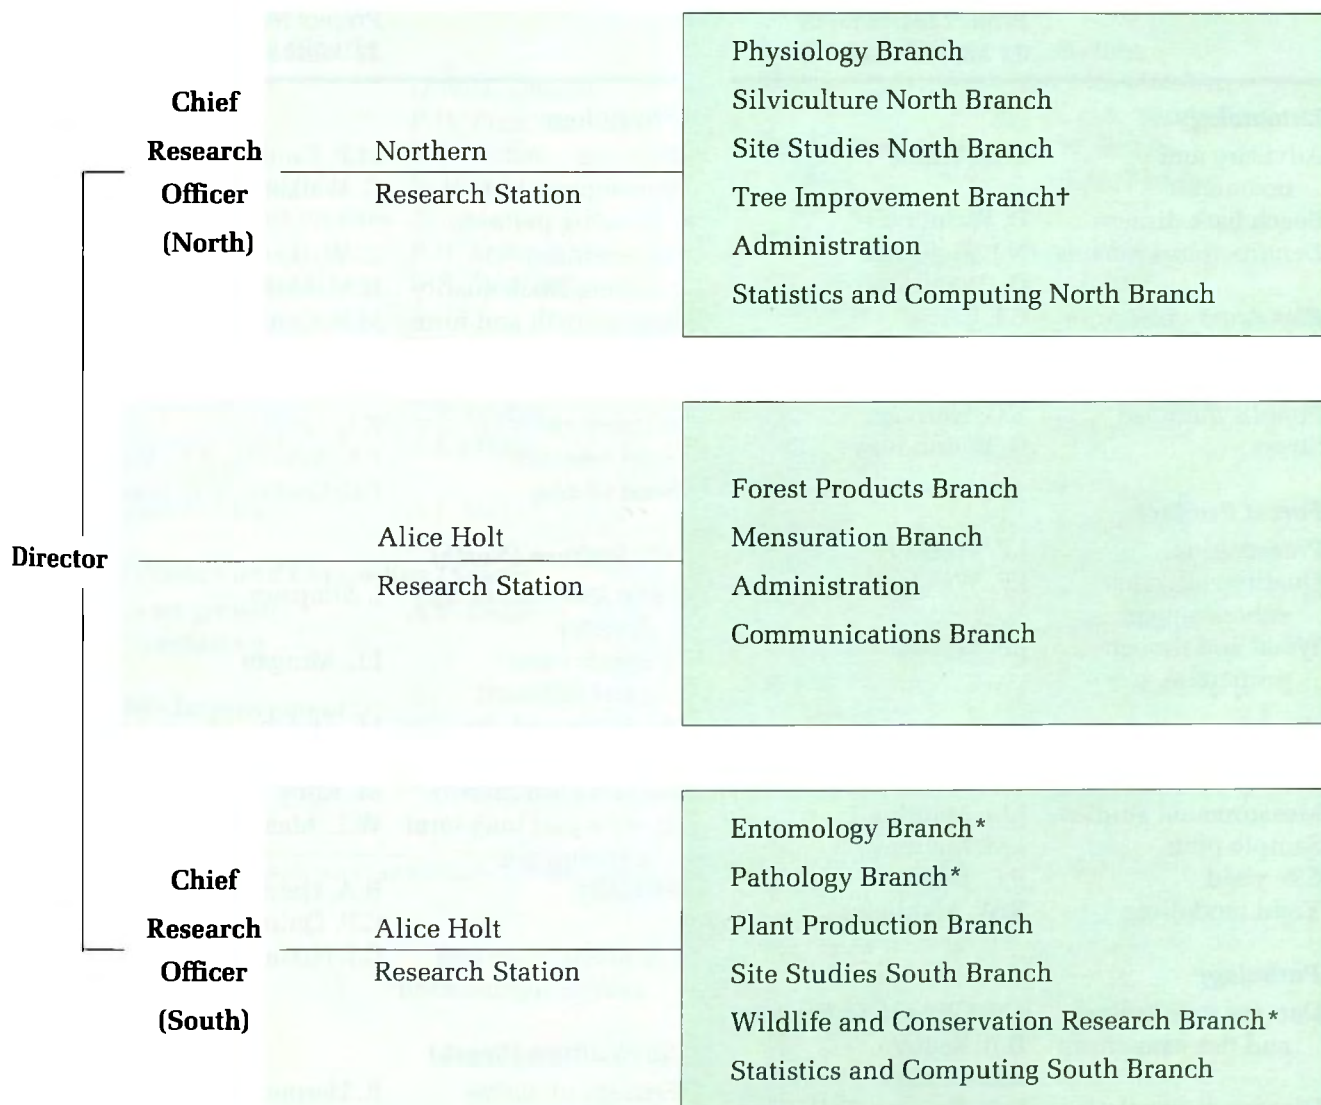 Physiology Branch
Silviculture North Branch
Site Studies North Branch
Tree Improvement Branch†
Administration
Statistics and Computing North Branch
Chief
Research
Officer
(North)
Northern
Research Station
Forest Products Branch
Mensuration Branch
Administration
Communications Branch
Director
Alice Holt
Research Station
Entomology Branch*
Pathology Branch*
Plant Production Branch
Site Studies South Branch
Wildlife and Conservation Research Branch*
Statistics and Computing South Branch
Chief
Research
Officer
(South)
Alice Holt
Research Station